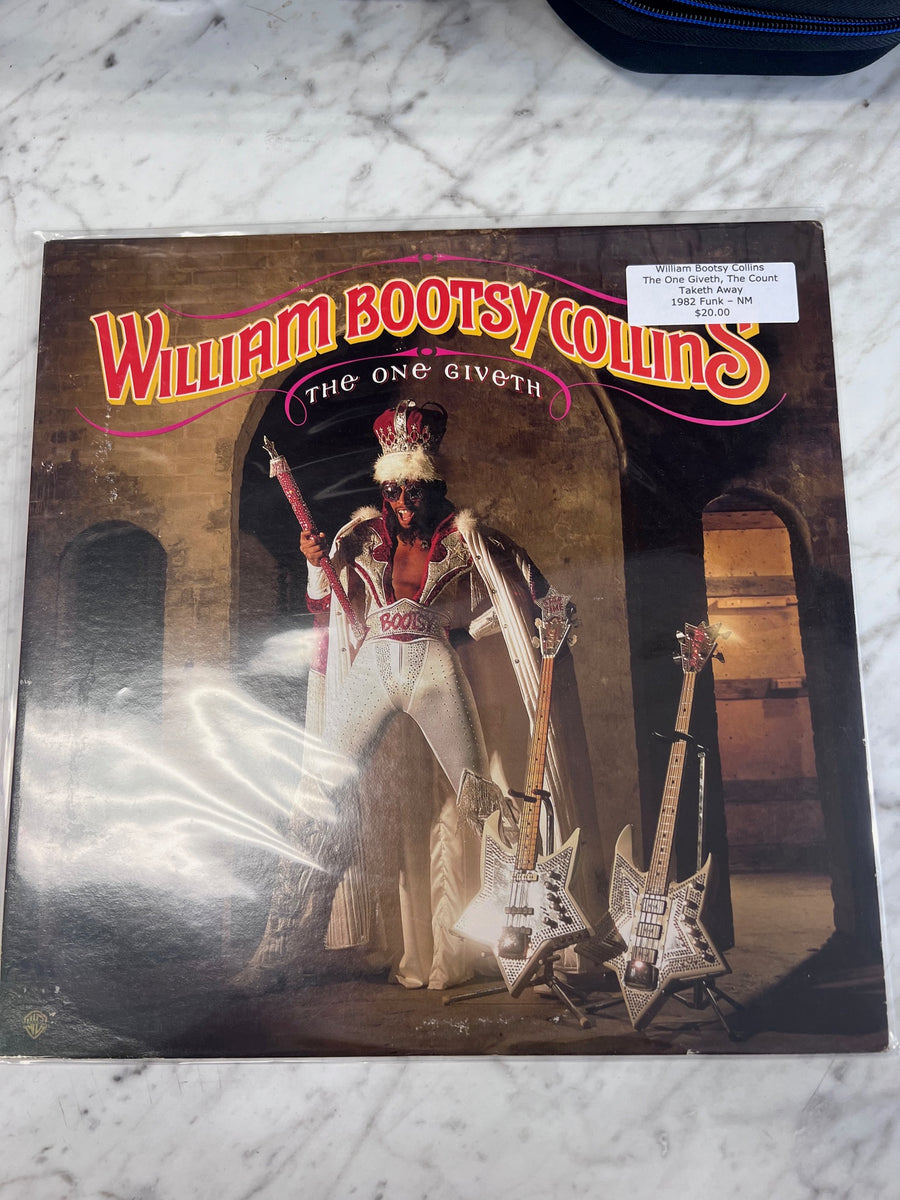 William Bootsy Collins
The One Giveth, The Count
Taketh Away
1982 Funk – NM
$20.00
WILLIAM BOOTSY COLLINS
THE ONE GIVETH
BOOTSY